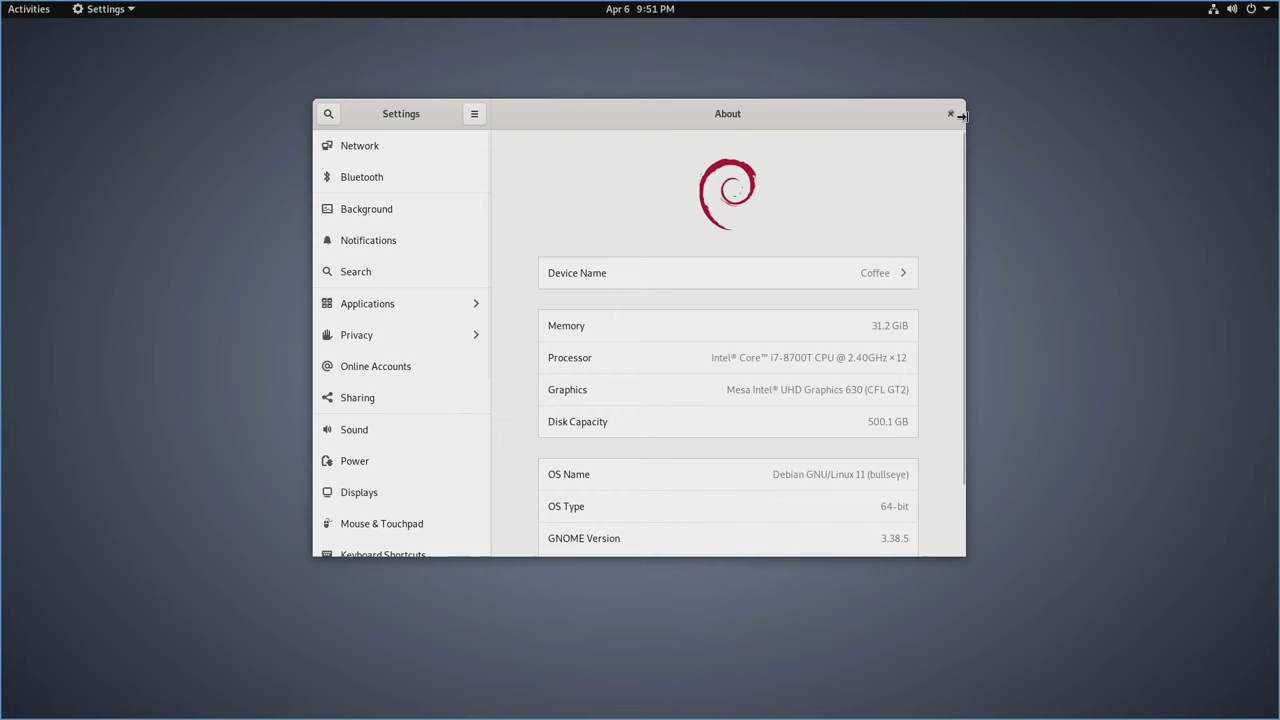 Activities
Settings
Apr 6 9:51 PM
Settings
About
Network
Bluetooth
Background
Notifications
Search
Applications
Privacy
Online Accounts
Sharing
Sound
Power
Displays
Mouse & Touchpad
Keyboard Shortcuts
Device Name Coffee
Memory 31.2 GiB
Processor Intel® Core™ i7-8700T CPU @ 2.40GHz × 12
Graphics Mesa Intel® UHD Graphics 630 (CFL GT2)
Disk Capacity 500.1 GB
OS Name Debian GNU/Linux 11 (bullseye)
OS Type 64-bit
GNOME Version 3.38.5